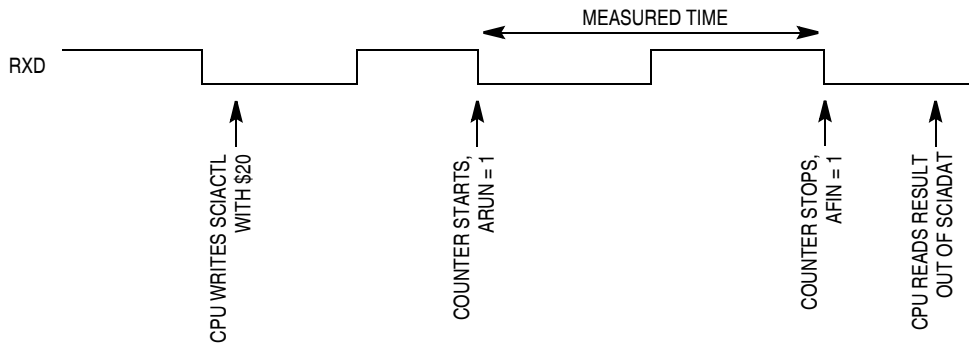 MEASURED TIME
RXD
CPU WRITES SCIACTL
WITH $20
COUNTER STARTS,
ARUN = 1
COUNTER STOPS,
AFIN = 1
CPU READS RESULT
OUT OF SCIADAT